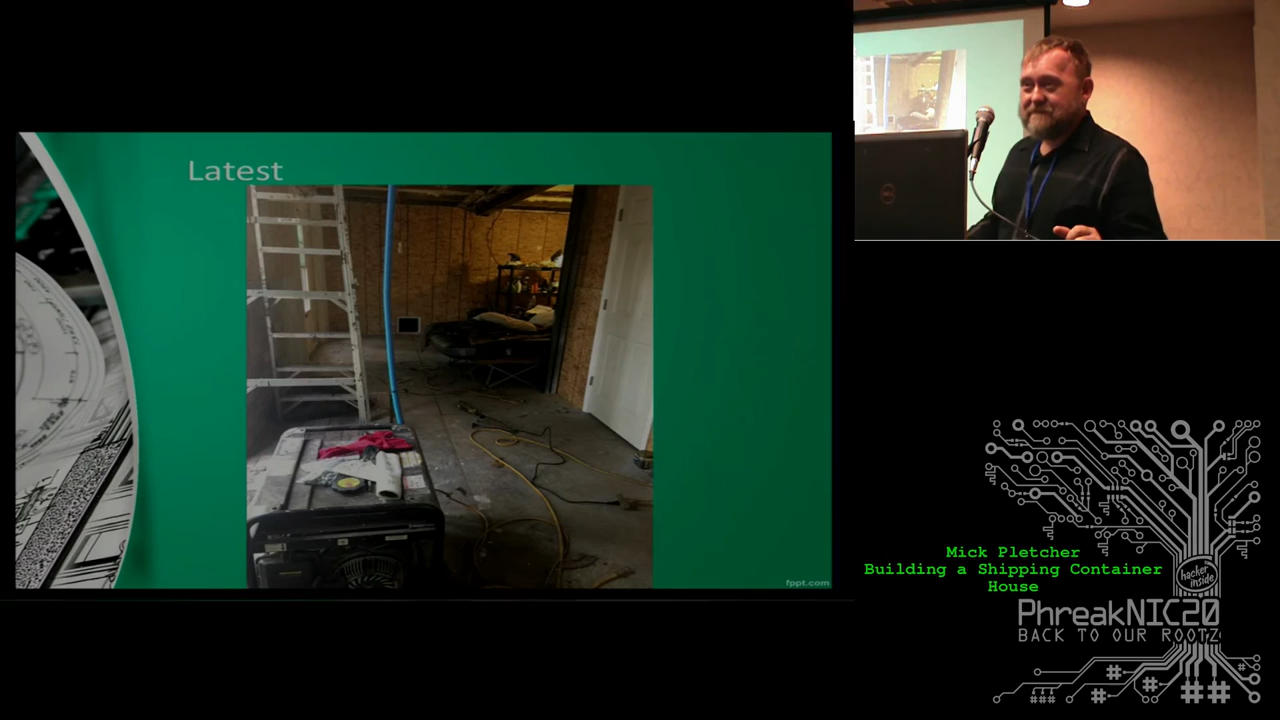 Latest
fppt.com
Mick Pletcher
Building a Shipping Container
House
hacker
inside
PhreakNIC20
BACK TO OUR ROOTZ